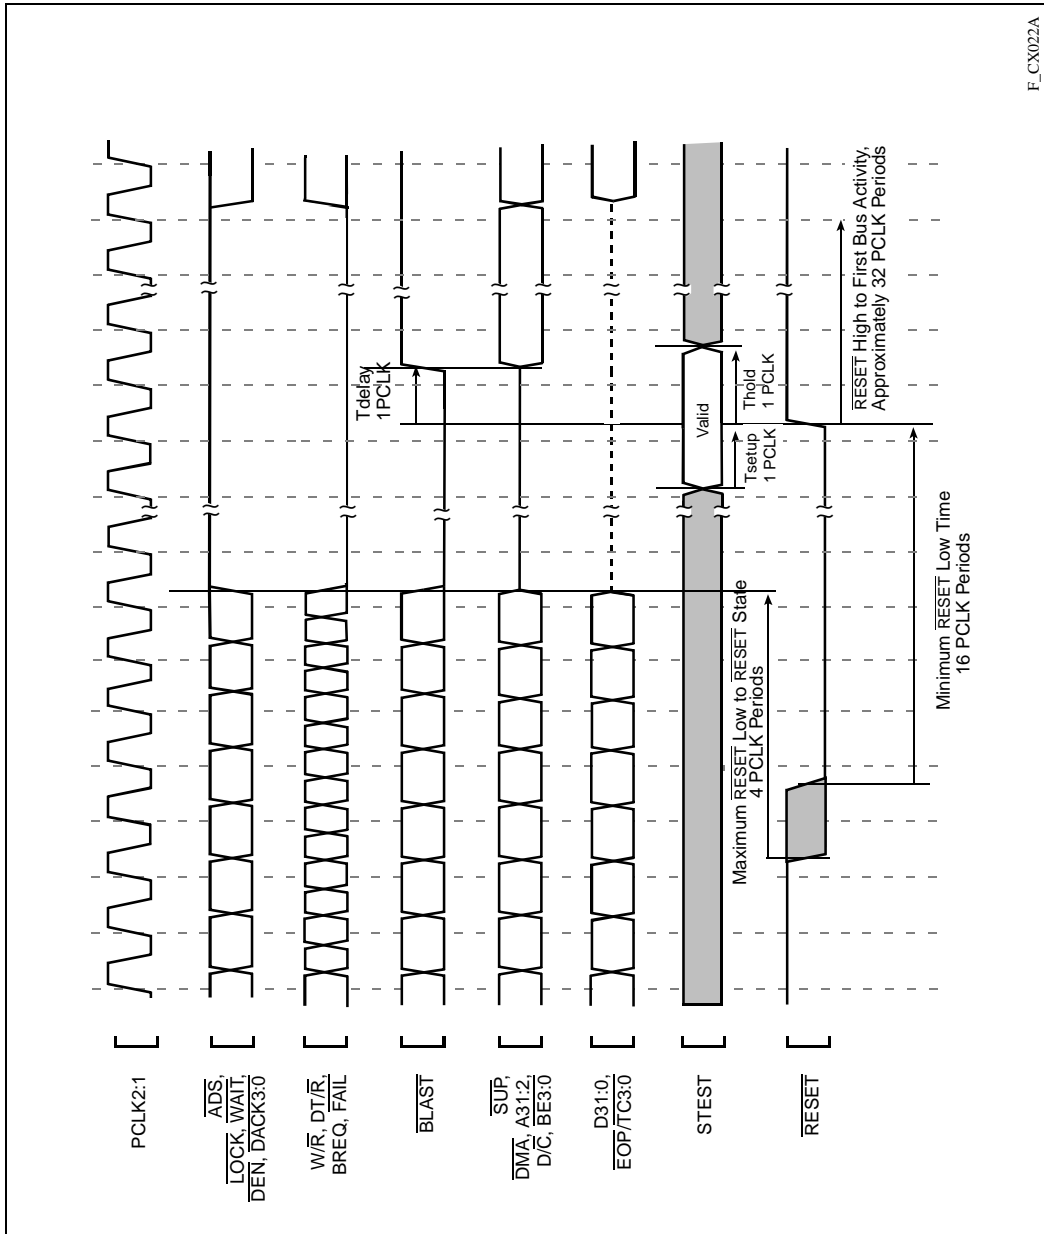 PCLK2:1
ADS,
LOCK, WAIT,
DEN, DACK3:0
W/R, DT/R,
BREQ, FAIL
BLAST
SUP,
DMA, A31:2,
D/C, BE3:0
D31:0,
EOP/TC3:0
STEST
RESET
Tdelay
1PCLK
Valid
Tsetup
1 PCLK
Thold
1 PCLK
Maximum RESET Low to RESET State
4 PCLK Periods
Minimum RESET Low Time
16 PCLK Periods
RESET High to First Bus Activity,
Approximately 32 PCLK Periods
F_CX022A